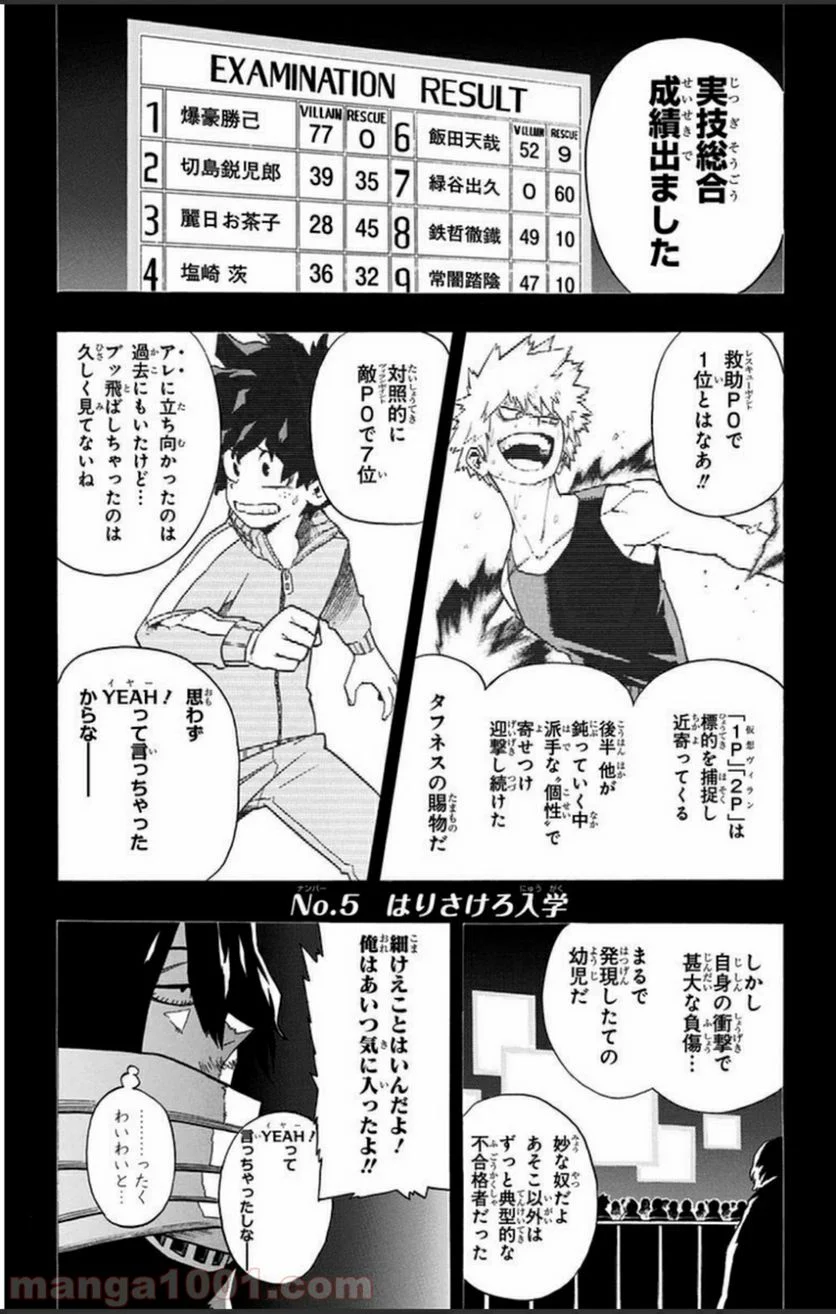 実技総合
成績出ました
EXAMINATION RESULT
VILLAIN RESCUE VILLAIN RESCUE
1 爆豪勝己 77 0 6 飯田天哉 52 9
2 切島鋭児郎 39 35 7 緑谷出久 0 60
3 麗日お茶子 28 45 8 鉄哲徹鐵 49 10
4 塩崎 茨 36 32 9 常闇踏陰 47 10
救助P0で
1位とはなあ!!
「1P」「2P」は
標的を捕捉し
近寄ってくる
後半 他が
鈍っていく中
派手な“個性”で
寄せつけ
迎撃し続けた
タフネスの賜物だ
対照的に
敵P0で7位
アレに立ち向かったのは
過去にもいたけど…
ブッ飛ばしちゃったのは
久しく見てないね
思わず
YEAH!
って言っちゃった
からな――
No.5 はりさけろ入学
しかし
自身の衝撃で
甚大な負傷…
まるで
発現したての
幼児だ
妙な奴だよ
あそこ以外は
ずっと典型的な
不合格者だった
細けえことはいんだよ!
俺はあいつ気に入ったよ!!
YEAH!って
言っちゃったしな――
………ったく
わいわいと…
manga1001.com